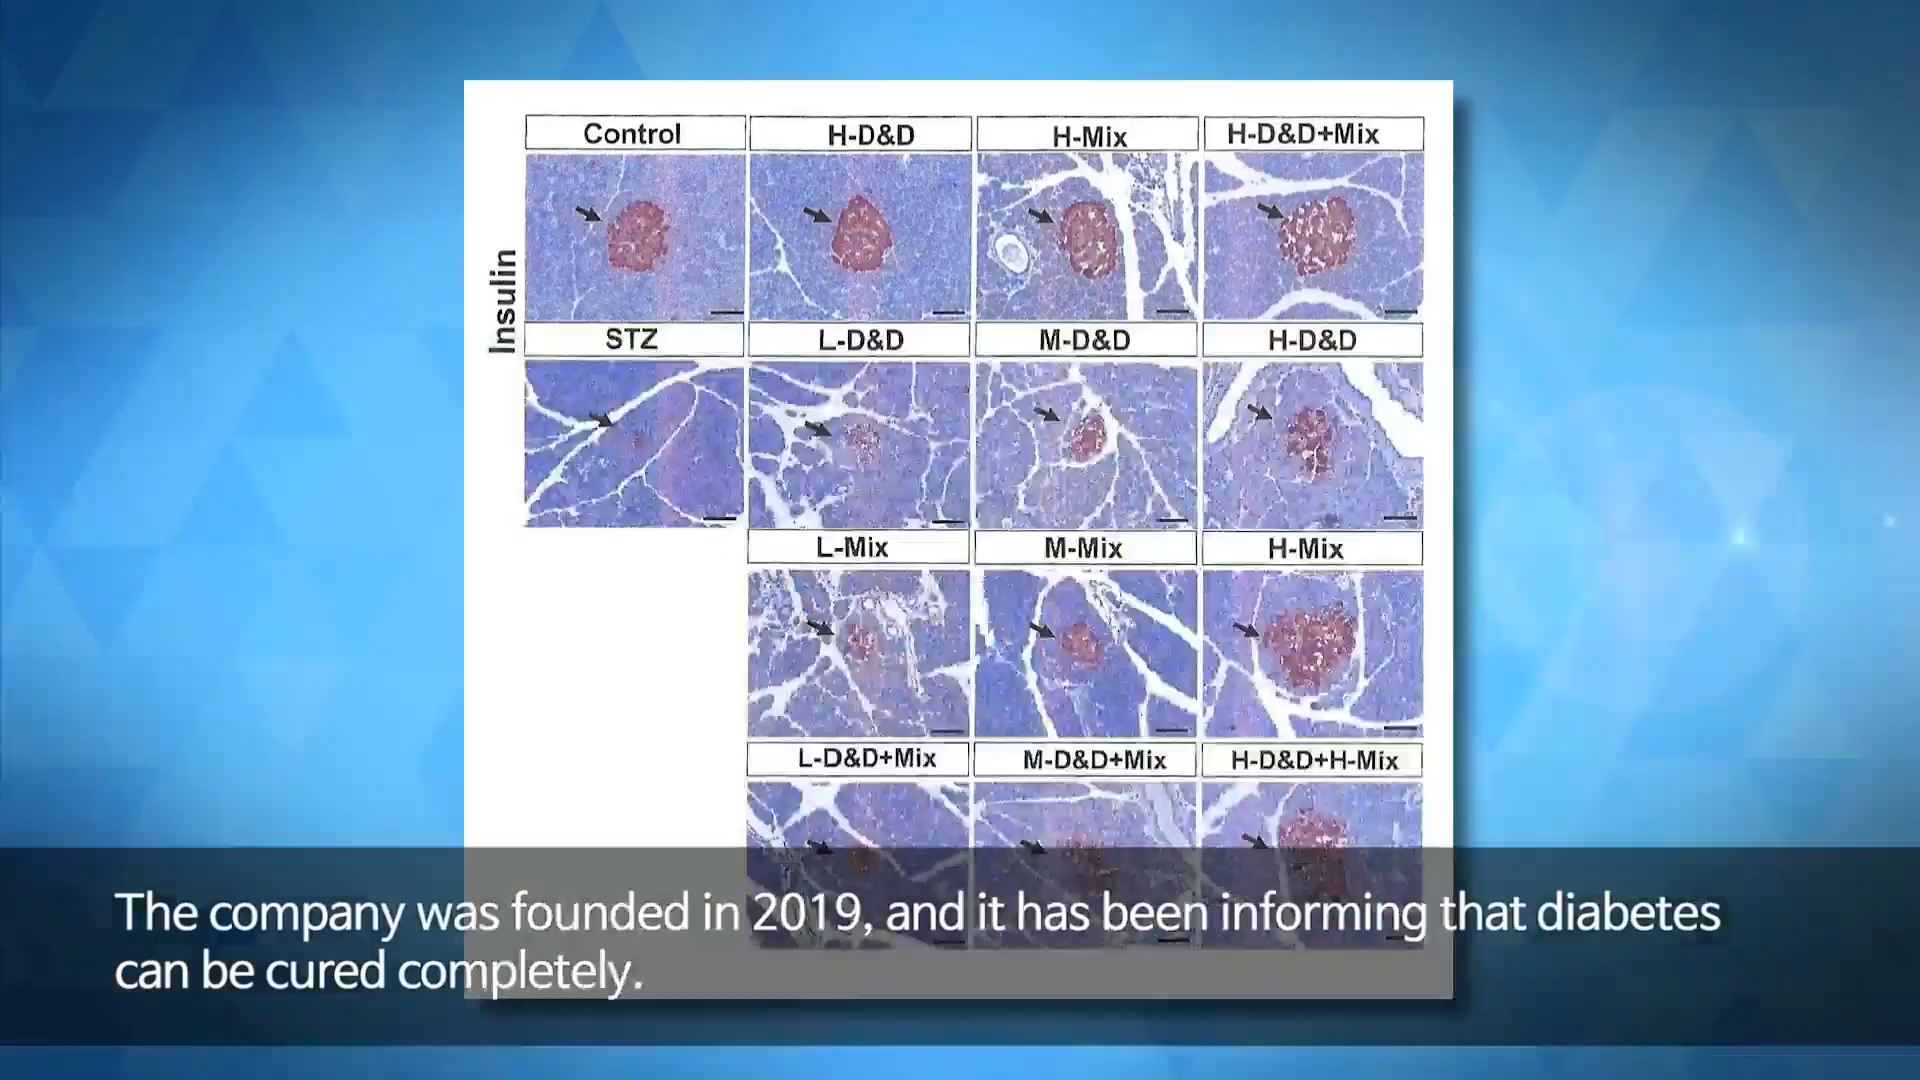 Control
H-D&D
H-Mix
H-D&D+Mix
Insulin
STZ
L-D&D
M-D&D
H-D&D
L-Mix
M-Mix
H-Mix
L-D&D+Mix
M-D&D+Mix
H-D&D+H-Mix
The company was founded in 2019, and it has been informing that diabetes
can be cured completely.